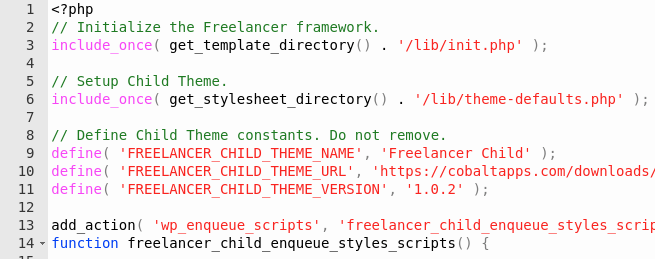 1 <?php
2 // Initialize the Freelancer framework.
3 include_once( get_template_directory() . '/lib/init.php' );
4
5 // Setup Child Theme.
6 include_once( get_stylesheet_directory() . '/lib/theme-defaults.php' );
7
8 // Define Child Theme constants. Do not remove.
9 define( 'FREELANCER_CHILD_THEME_NAME', 'Freelancer Child' );
10 define( 'FREELANCER_CHILD_THEME_URL', 'https://cobaltapps.com/downloads/
11 define( 'FREELANCER_CHILD_THEME_VERSION', '1.0.2' );
12
13 add_action( 'wp_enqueue_scripts', 'freelancer_child_enqueue_styles_scrip
14 function freelancer_child_enqueue_styles_scripts() {